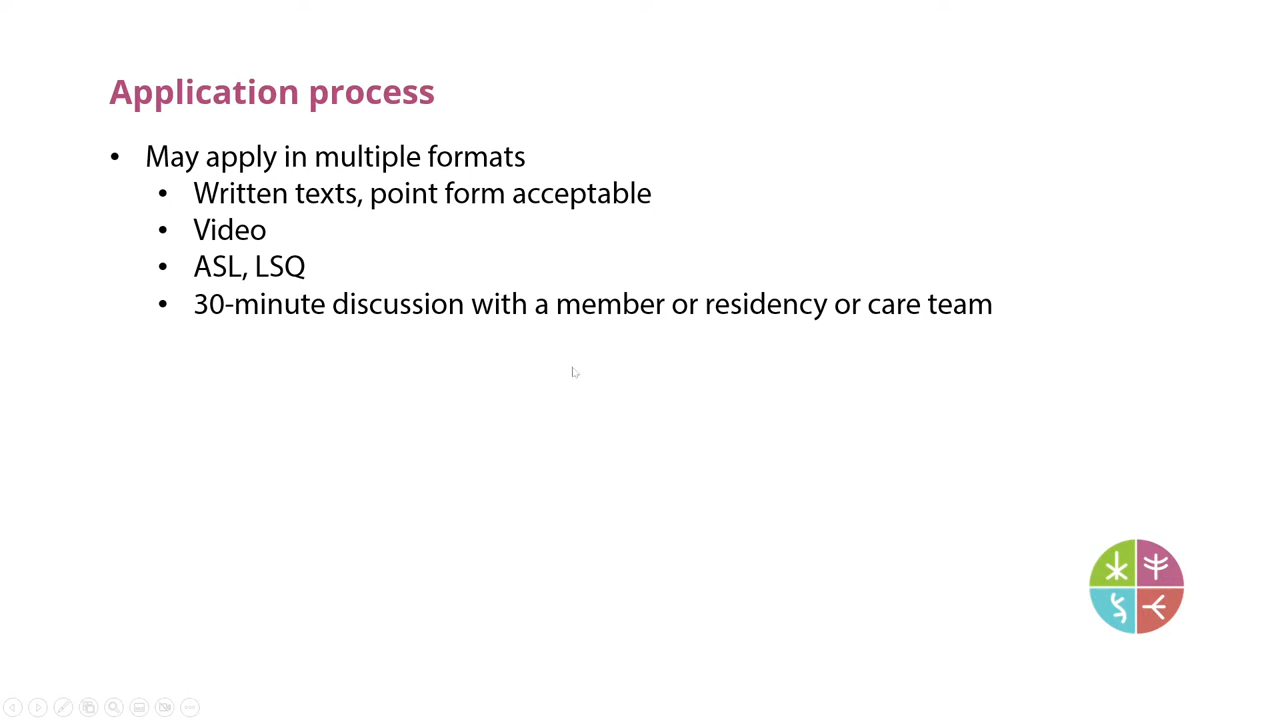 Application process
• May apply in multiple formats
• Written texts, point form acceptable
• Video
• ASL, LSQ
• 30-minute discussion with a member or residency or care team